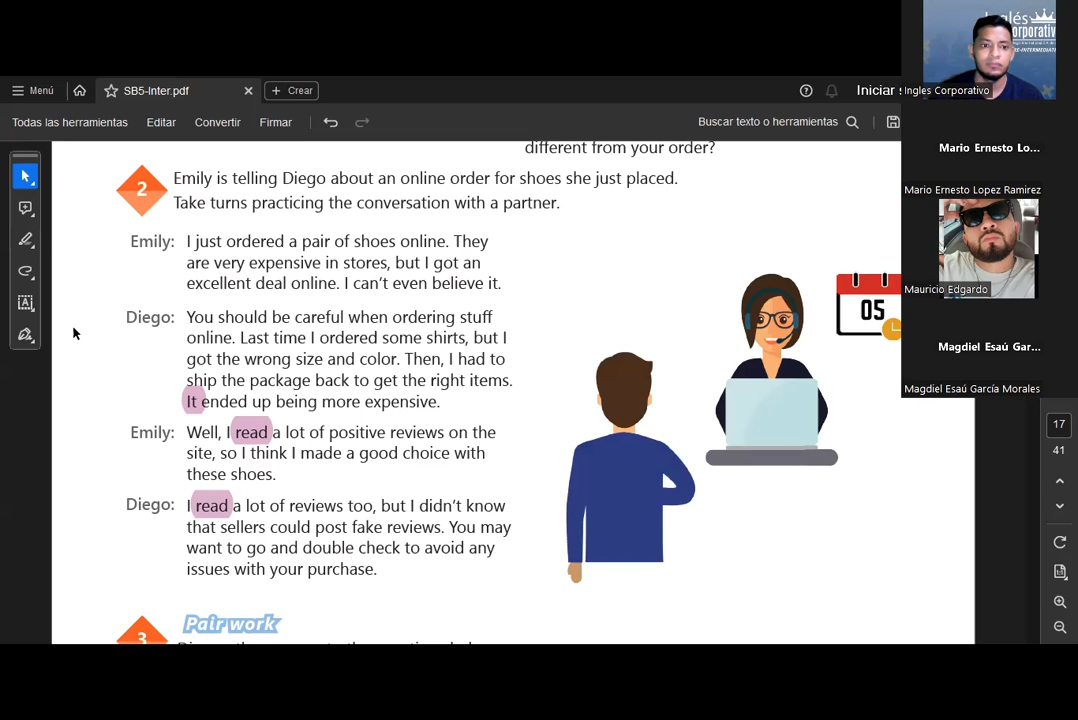 Inglés
Corporativo
PRE-INTERMEDIATE
Ingles Corporativo
Menú
SB5-Inter.pdf
Crear
Iniciar s
Todas las herramientas
Editar
Convertir
Firmar
Buscar texto o herramientas
Mario Ernesto Lo...
Mario Ernesto Lopez Ramirez
Mauricio Edgardo
Magdiel Esaú Gar...
Magdiel Esaú García Morales
different from your order?
2
Emily is telling Diego about an online order for shoes she just placed.
Take turns practicing the conversation with a partner.
Emily: I just ordered a pair of shoes online. They
are very expensive in stores, but I got an
excellent deal online. I can't even believe it.
Diego: You should be careful when ordering stuff
online. Last time I ordered some shirts, but I
got the wrong size and color. Then, I had to
ship the package back to get the right items.
It ended up being more expensive.
Emily: Well, I read a lot of positive reviews on the
site, so I think I made a good choice with
these shoes.
Diego: I read a lot of reviews too, but I didn't know
that sellers could post fake reviews. You may
want to go and double check to avoid any
issues with your purchase.
05
17
41
3
Pair work